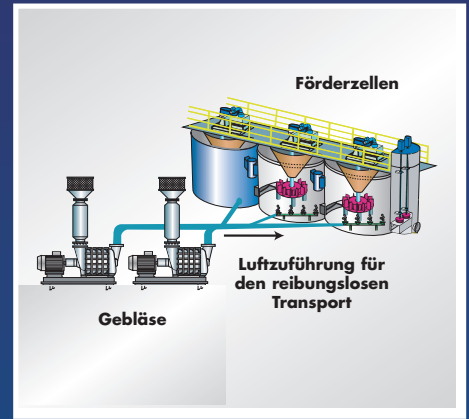 Förderzellen
Luftzuführung für
den reibungslosen
Transport
Gebläse